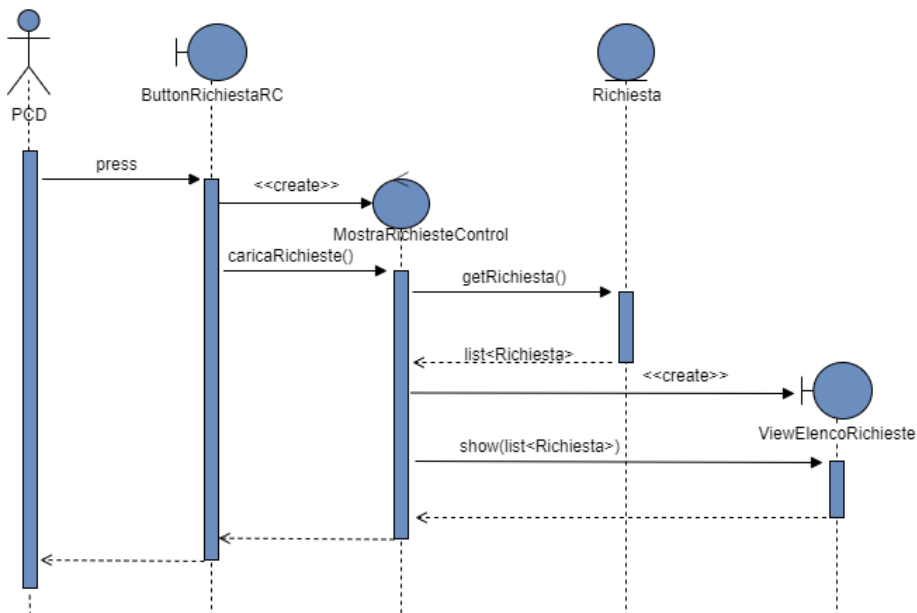 PCD
ButtonRichiestaRC
Richiesta
press
<<create>>
MostraRichiesteControl
caricaRichieste()
getRichiesta()
list<Richiesta>
<<create>>
ViewElencoRichieste
show(list<Richiesta>)